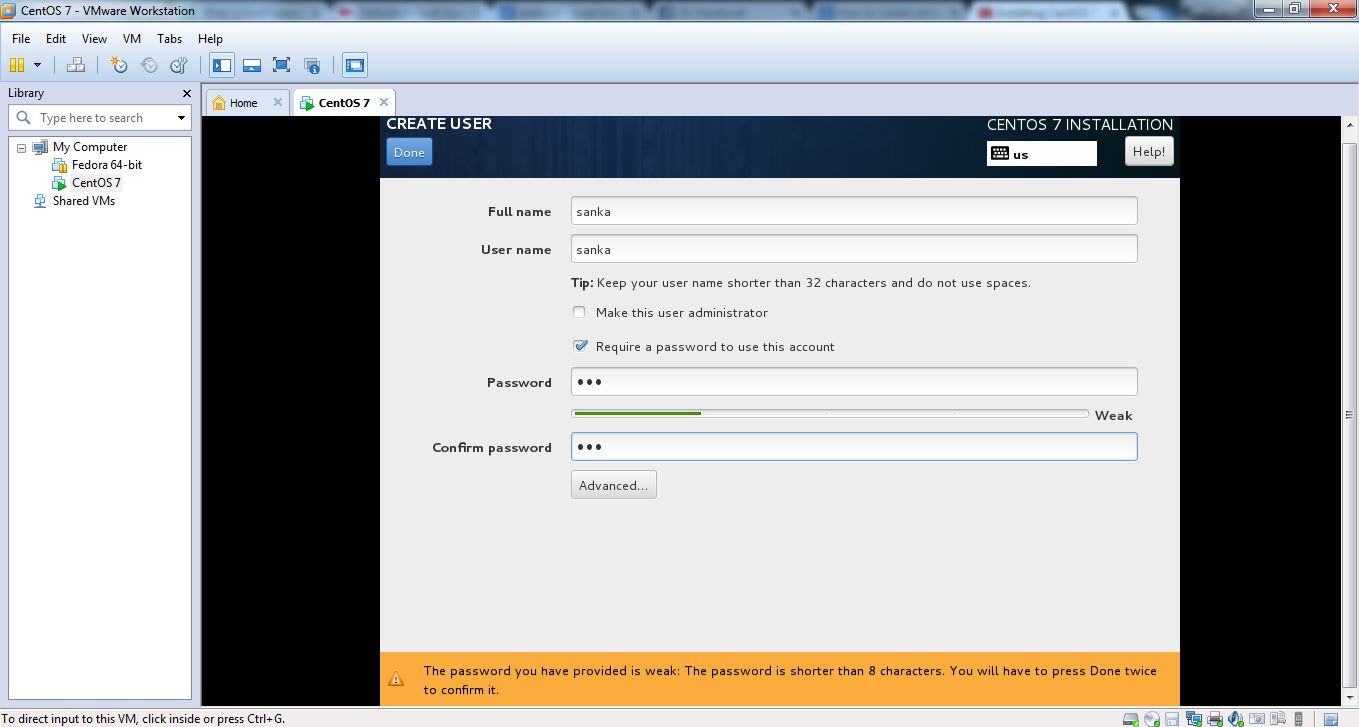 CentOS 7 - VMware Workstation
File Edit View VM Tabs Help
Library
Type here to search
My Computer
Fedora 64-bit
CentOS 7
Shared VMs
Home
CentOS 7
CREATE USER
CENTOS 7 INSTALLATION
Done
us
Help!
Full name
sanka
User name
sanka
Tip: Keep your user name shorter than 32 characters and do not use spaces.
Make this user administrator
Require a password to use this account
Password
•••
Weak
Confirm password
•••
Advanced...
The password you have provided is weak: The password is shorter than 8 characters. You will have to press Done twice
to confirm it.
To direct input to this VM, click inside or press Ctrl+G.